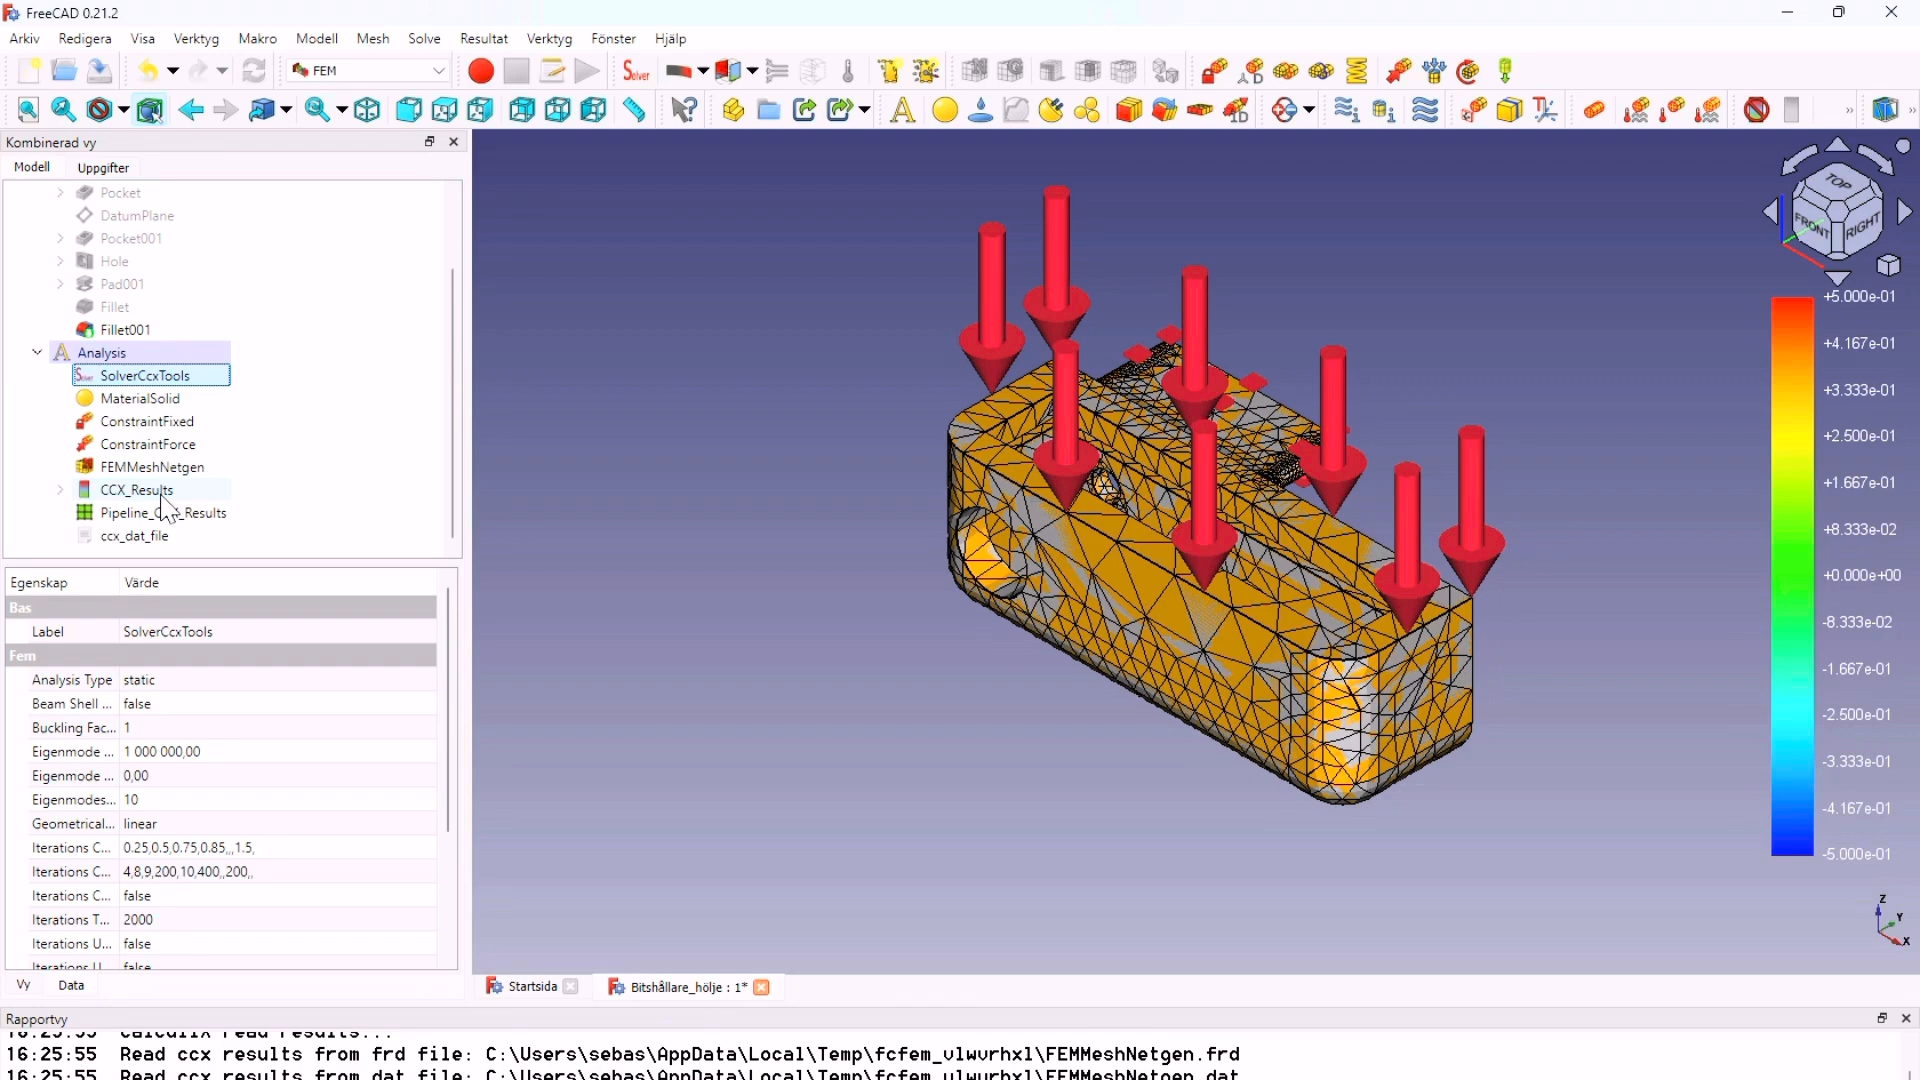 FreeCAD 0.21.2
Arkiv Redigera Visa Verktyg Makro Modell Mesh Solve Resultat Verktyg Fönster Hjälp
FEM
Solver
Kombinerad vy
Modell Uppgifter
Pocket
DatumPlane
Pocket001
Hole
Pad001
Fillet
Fillet001
Analysis
SolverCcxTools
MaterialSolid
ConstraintFixed
ConstraintForce
FEMMeshNetgen
CCX_Results
ccx_dat_file
Egenskap Värde
Bas
Label SolverCcxTools
Fem
Analysis Type static
Beam Shell ... false
Buckling Fac... 1
Eigenmode ... 1 000 000,00
Eigenmode ... 0,00
Eigenmodes... 10
Geometrical... linear
Iterations C... 0.25,0.5,0.75,0.85,,,1.5,
Iterations C... 4,8,9,200,10,400,,200,,
Iterations C... false
Iterations T... 2000
Iterations U... false
Iterations U... false
Vy Data
TOP
FRONT RIGHT
+5.000e-01
+4.167e-01
+3.333e-01
+2.500e-01
+1.667e-01
+8.333e-02
+0.000e+00
-8.333e-02
-1.667e-01
-2.500e-01
-3.333e-01
-4.167e-01
-5.000e-01
Z
Y
X
Startsida Bitshållare_hölje : 1*
Rapportvy
16:25:55 Calculix read results...
16:25:55 Read ccx results from frd file: C:\Users\sebas\AppData\Local\Temp\fcfem_vlwvrhxl\FEMMeshNetgen.frd
16:25:55 Read ccx results from dat file: C:\Users\sebas\AppData\Local\Temp\fcfem_vlwvrhxl\FEMMeshNetgen.dat